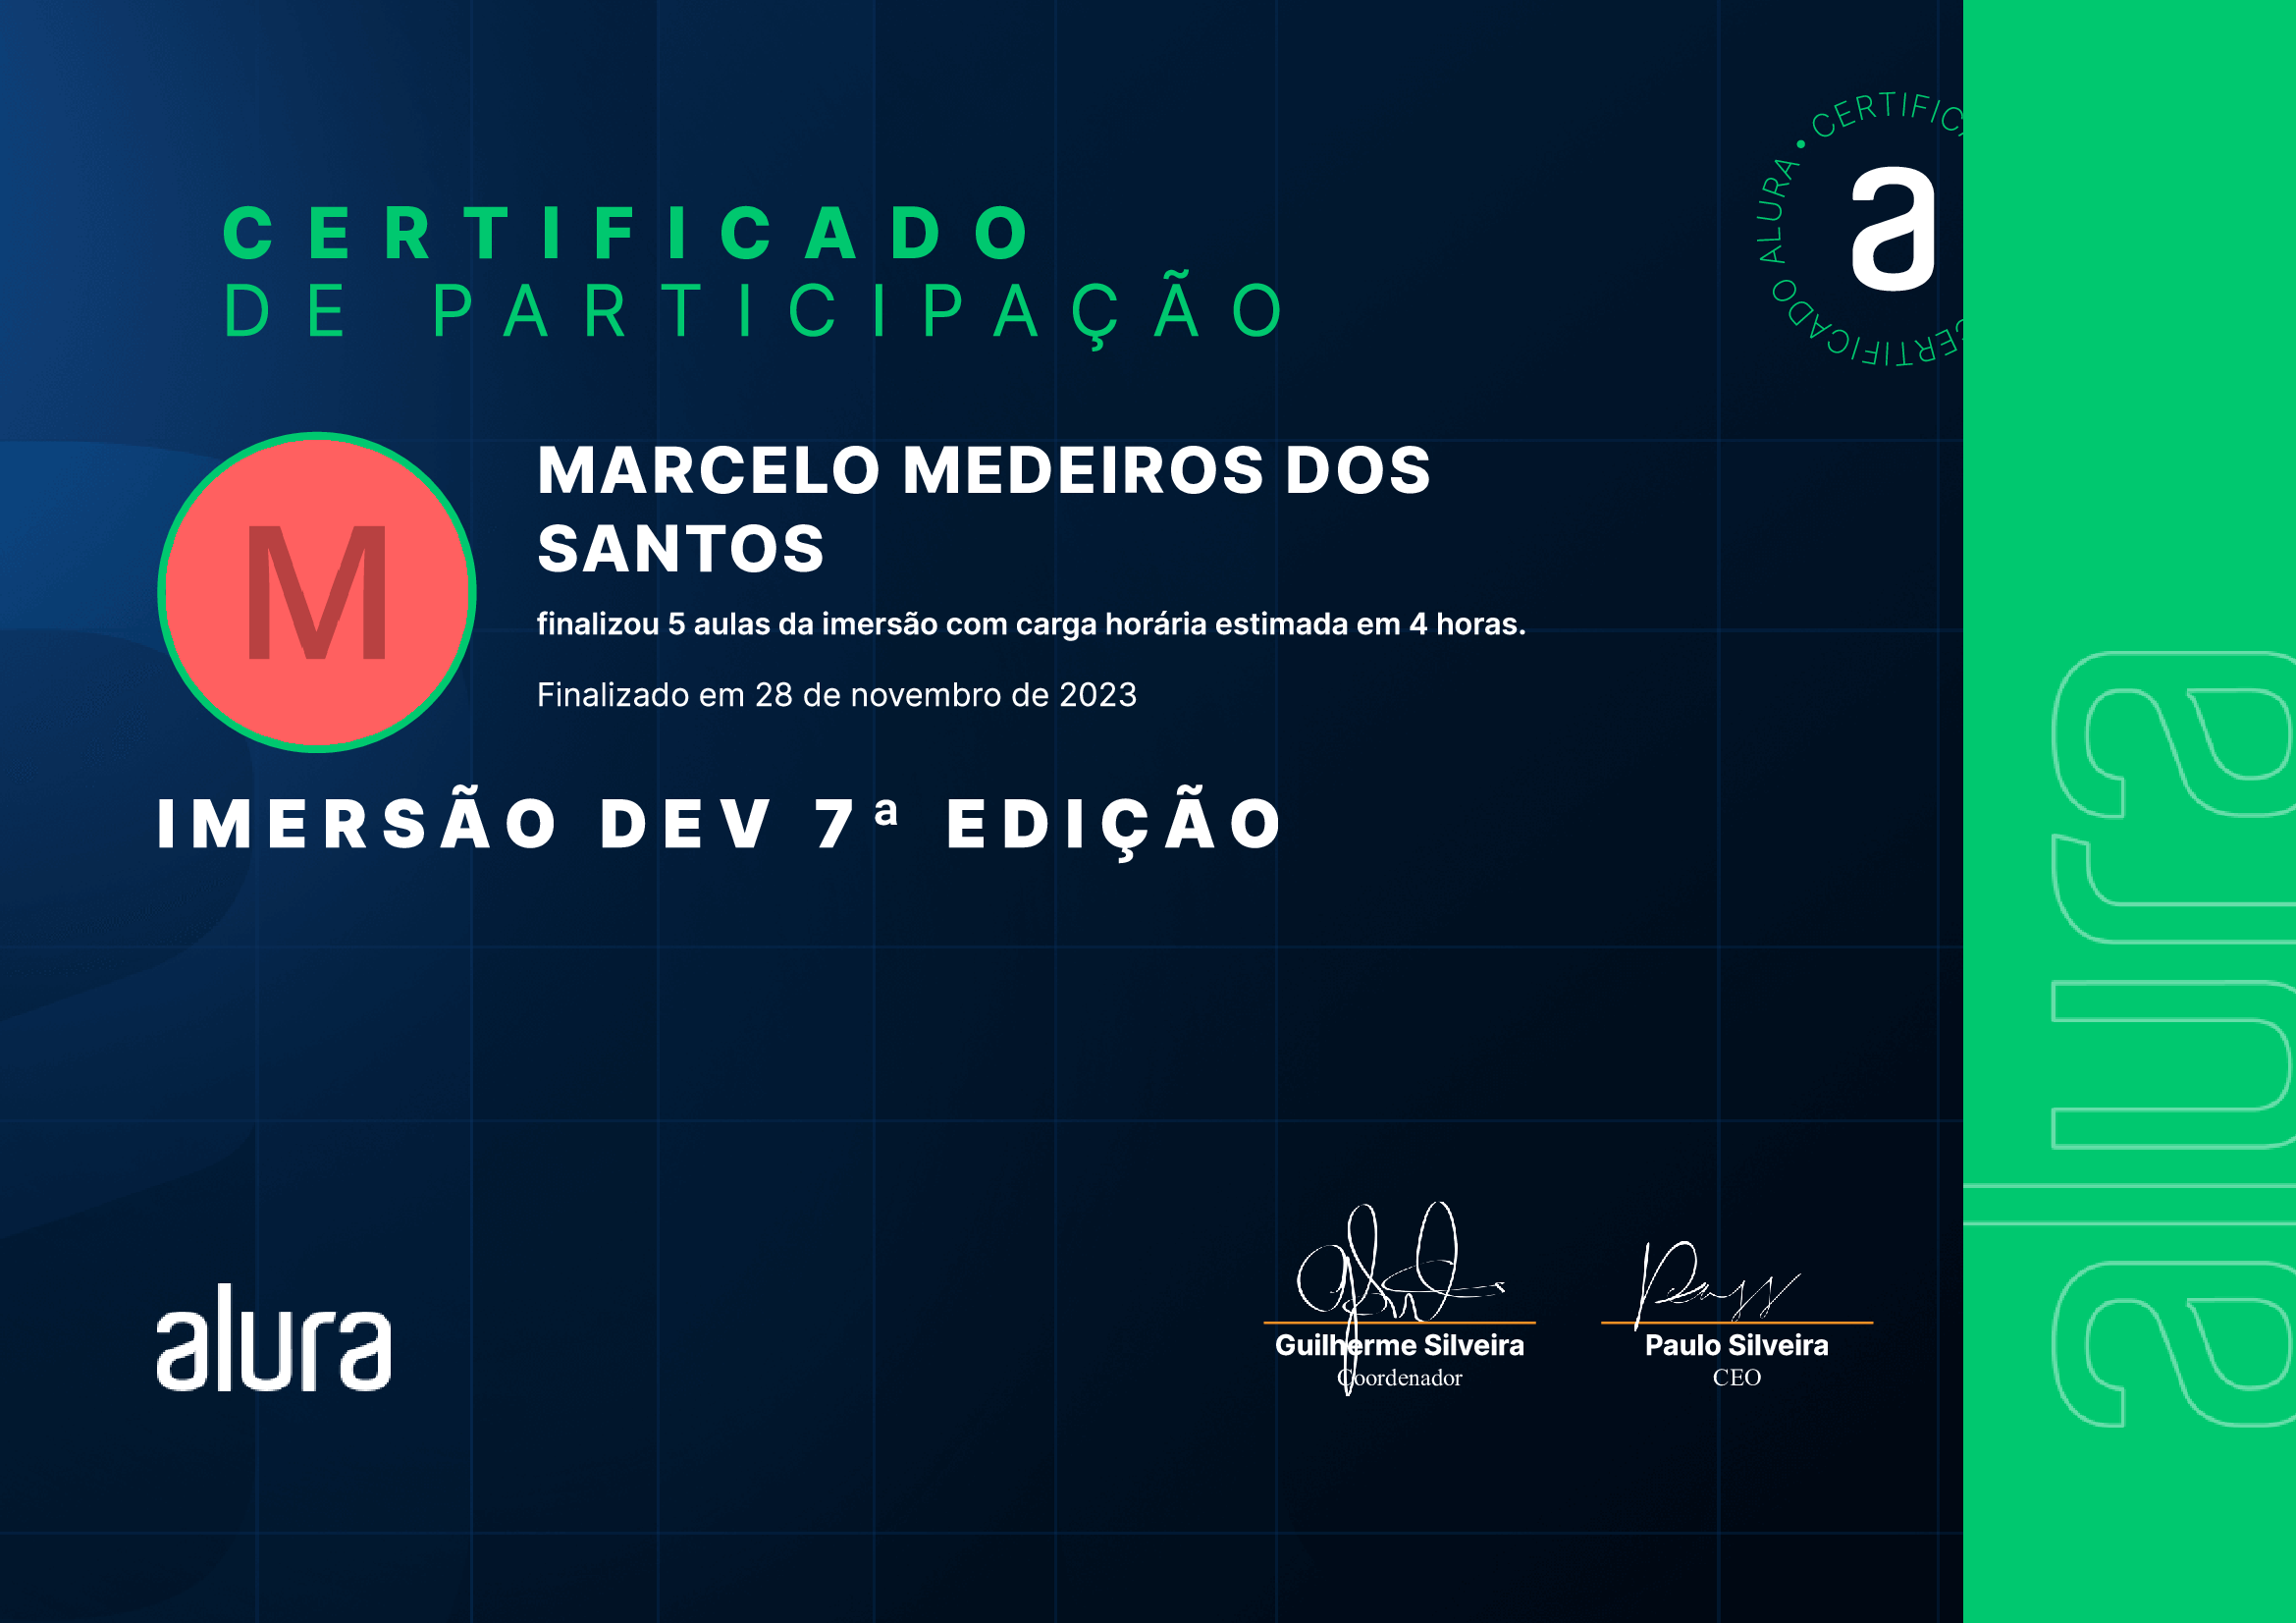 CERTIFICADO
DE PARTICIPAÇÃO
CERTIFICADO ALURA • CERTIFIC
a
M
MARCELO MEDEIROS DOS
SANTOS
finalizou 5 aulas da imersão com carga horária estimada em 4 horas.
Finalizado em 28 de novembro de 2023
IMERSÃO DEV 7ª EDIÇÃO
alura
Guilherme Silveira
Coordenador
Paulo Silveira
CEO
alura